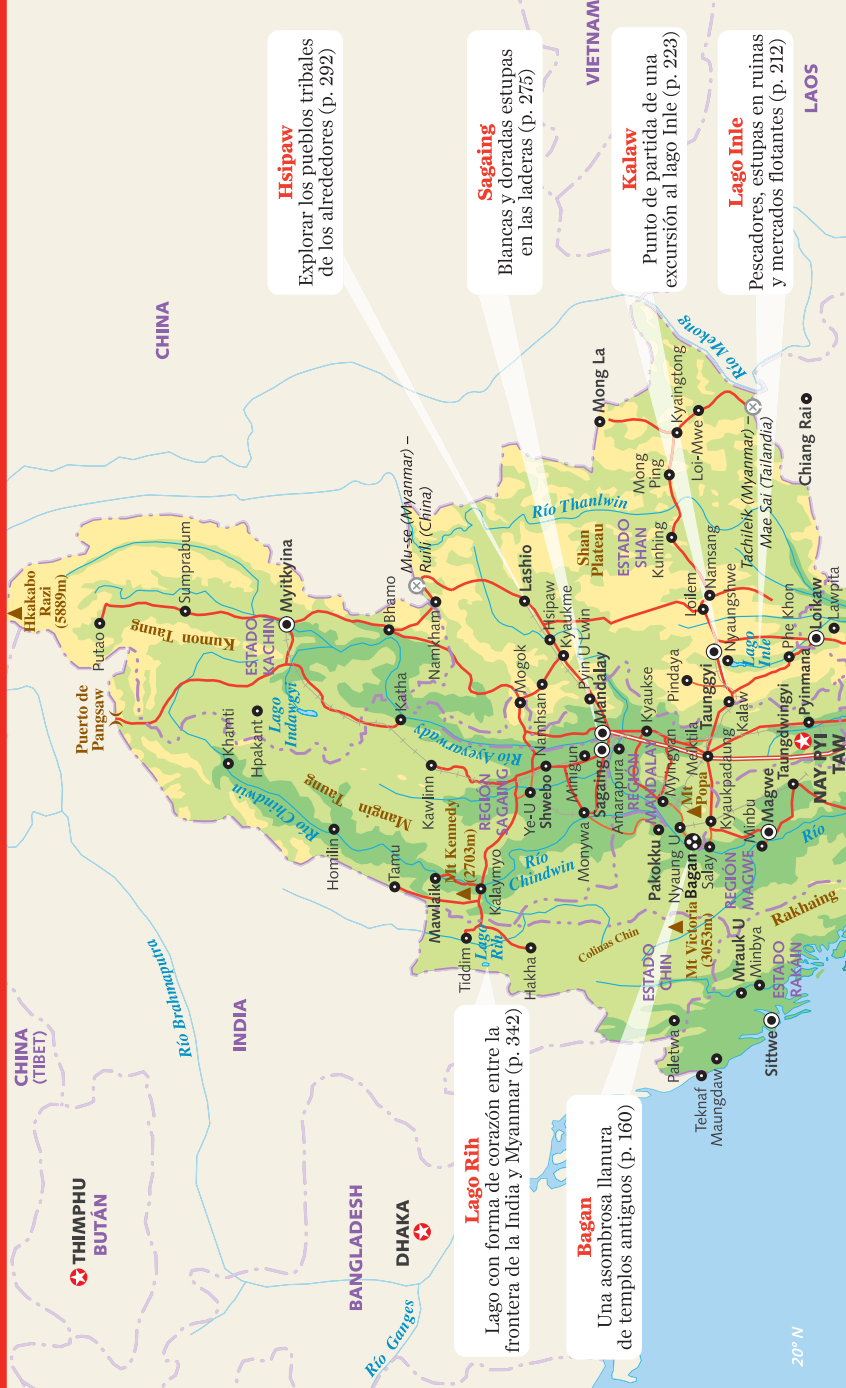 Hsipaw
Explorar los pueblos tribales
de los alrededores (p. 292)
Sagaing
Blancas y doradas estupas
en las laderas (p. 275)
Kalaw
Punto de partida de una
excursión al lago Inle (p. 223)
Lago Inle
Pescadores, estupas en ruinas
y mercados flotantes (p. 212)
Lago Rih
Lago con forma de corazón entre la
frontera de la India y Myanmar (p. 342)
Bagan
Una asombrosa llanura
de templos antiguos (p. 160)
CHINA
(TIBET)
THIMPHU
BUTÁN
Río Brahmaputra
INDIA
BANGLADESH
DHAKA
Río Ganges
20° N
CHINA
VIETNAM
LAOS
Hkakabo
Razi
(5889m)
Putao
Sumprabum
Puerto de
Pangsaw
Kumon Taung
ESTADO
KACHIN
Myitkyina
Khamti
Hpakant
Lago
Indawgyi
Río Chindwin
Mangin Taung
Homilin
Tamu
Bhamo
Mu-se (Myanmar) –
Ruili (China)
Namkham
Katha
Río Ayeyarwady
Kawlinn
Mawlaik
Mt Kennedy
(2703m)
Kalaymyo
Tiddim
Lago
Rih
Hakha
REGIÓN
SAGAING
Ye-U
Shwebo
Mogok
Namhsan
Lashio
Hsipaw
Kyaukme
Pyin U Lwin
Mandalay
Sagaing
Mingun
Amarapura
Monywa
Río
Chindwin
Colinas Chin
REGIÓN
MANDALAY
Kyaukse
Myingyan
Meiktila
Mt
Popa
Pakokku
Nyaung U
Bagan
Salay
Kyaukpadaung
Mt Victoria
(3053m)
ESTADO
CHIN
REGIÓN
MAGWE
Minbu
Magwe
Río
Taungdwingyi
NAY PYI
TAW
Pyinmana
Paletwa
Teknaf
Maungdaw
Mrauk-U
Minbya
ESTADO
RAKÁIN
Rakhaing
Sittwe
Río Thanlwin
Shan
Plateau
ESTADO
SHAN
Kunhing
Mong
Ping
Mong La
Kyaingtong
Loi-Mwe
Río Mekong
Tachileik (Myanmar) –
Mae Sai (Tailandia)
Chiang Rai
Loilem
Namsang
Pindaya
Taunggyi
Nyaungshwe
Kalaw
Lago
Inle
Phe Khon
Loikaw
Lawpita